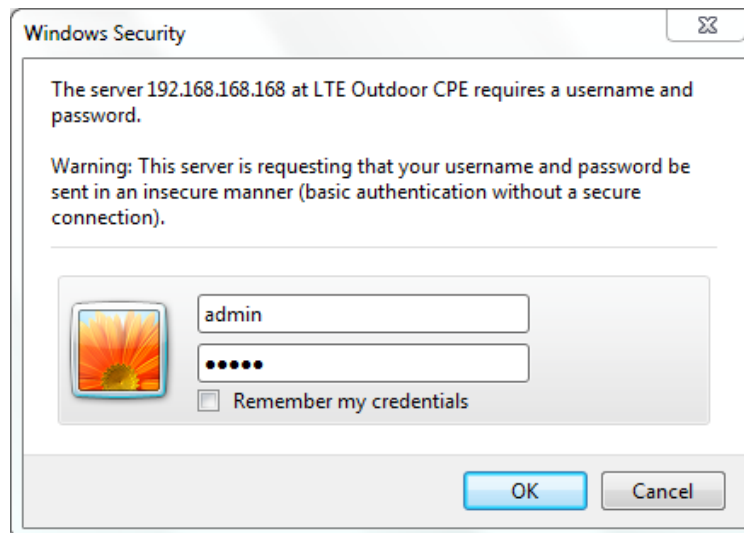 Windows Security
The server 192.168.168.168 at LTE Outdoor CPE requires a username and
password.
Warning: This server is requesting that your username and password be
sent in an insecure manner (basic authentication without a secure
connection).
admin
●●●●●
Remember my credentials
OK Cancel